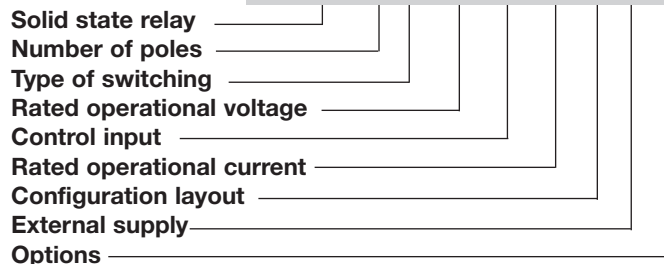 Solid state relay
Number of poles
Type of switching
Rated operational voltage
Control input
Rated operational current
Configuration layout
External supply
Options